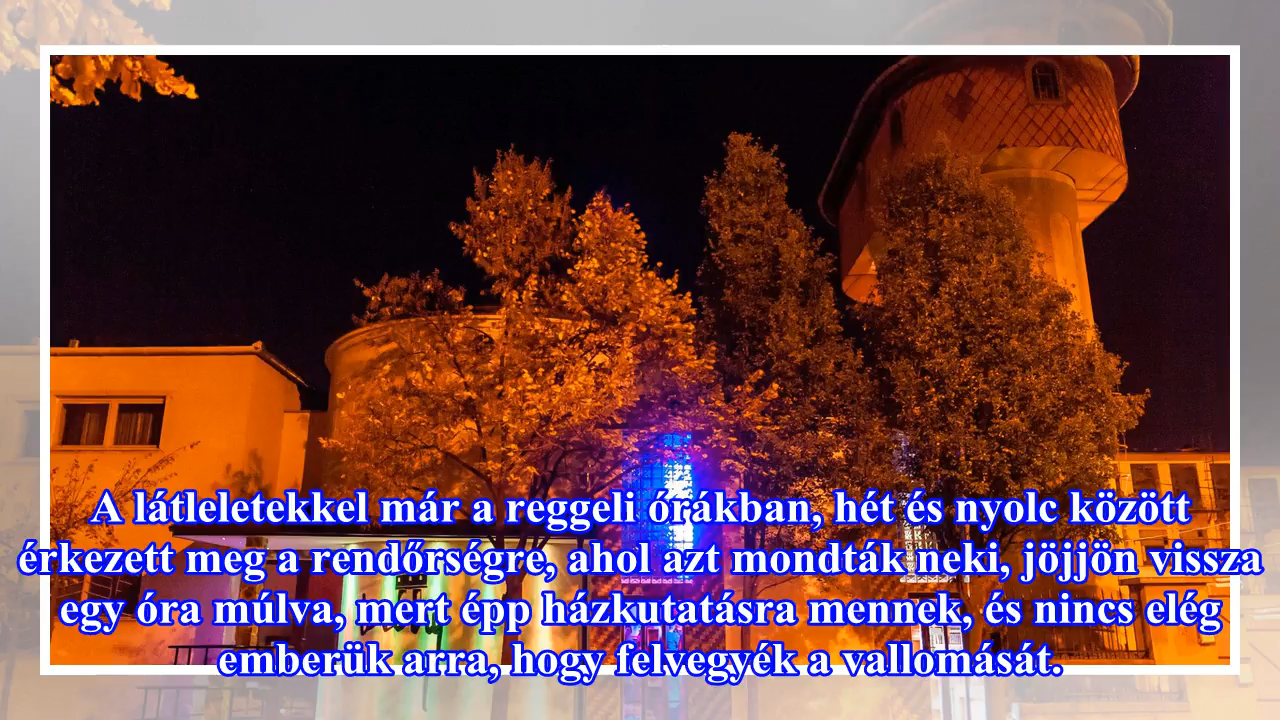 A látleletekkel már a reggeli órákban, hét és nyolc között
érkezett meg a rendőrségre, ahol azt mondták neki, jöjjön vissza
egy óra múlva, mert épp házkutatásra mennek, és nincs elég
emberük arra, hogy felvegyék a vallomását.